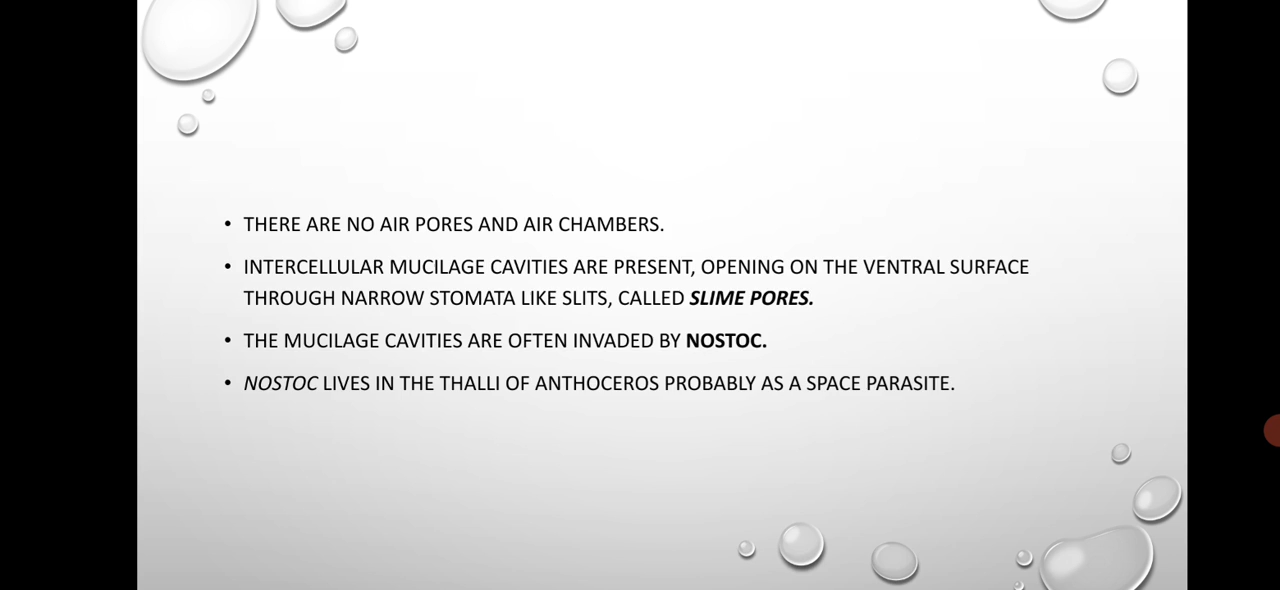 • THERE ARE NO AIR PORES AND AIR CHAMBERS.
• INTERCELLULAR MUCILAGE CAVITIES ARE PRESENT, OPENING ON THE VENTRAL SURFACE
THROUGH NARROW STOMATA LIKE SLITS, CALLED SLIME PORES.
• THE MUCILAGE CAVITIES ARE OFTEN INVADED BY NOSTOC.
• NOSTOC LIVES IN THE THALLI OF ANTHOCEROS PROBABLY AS A SPACE PARASITE.